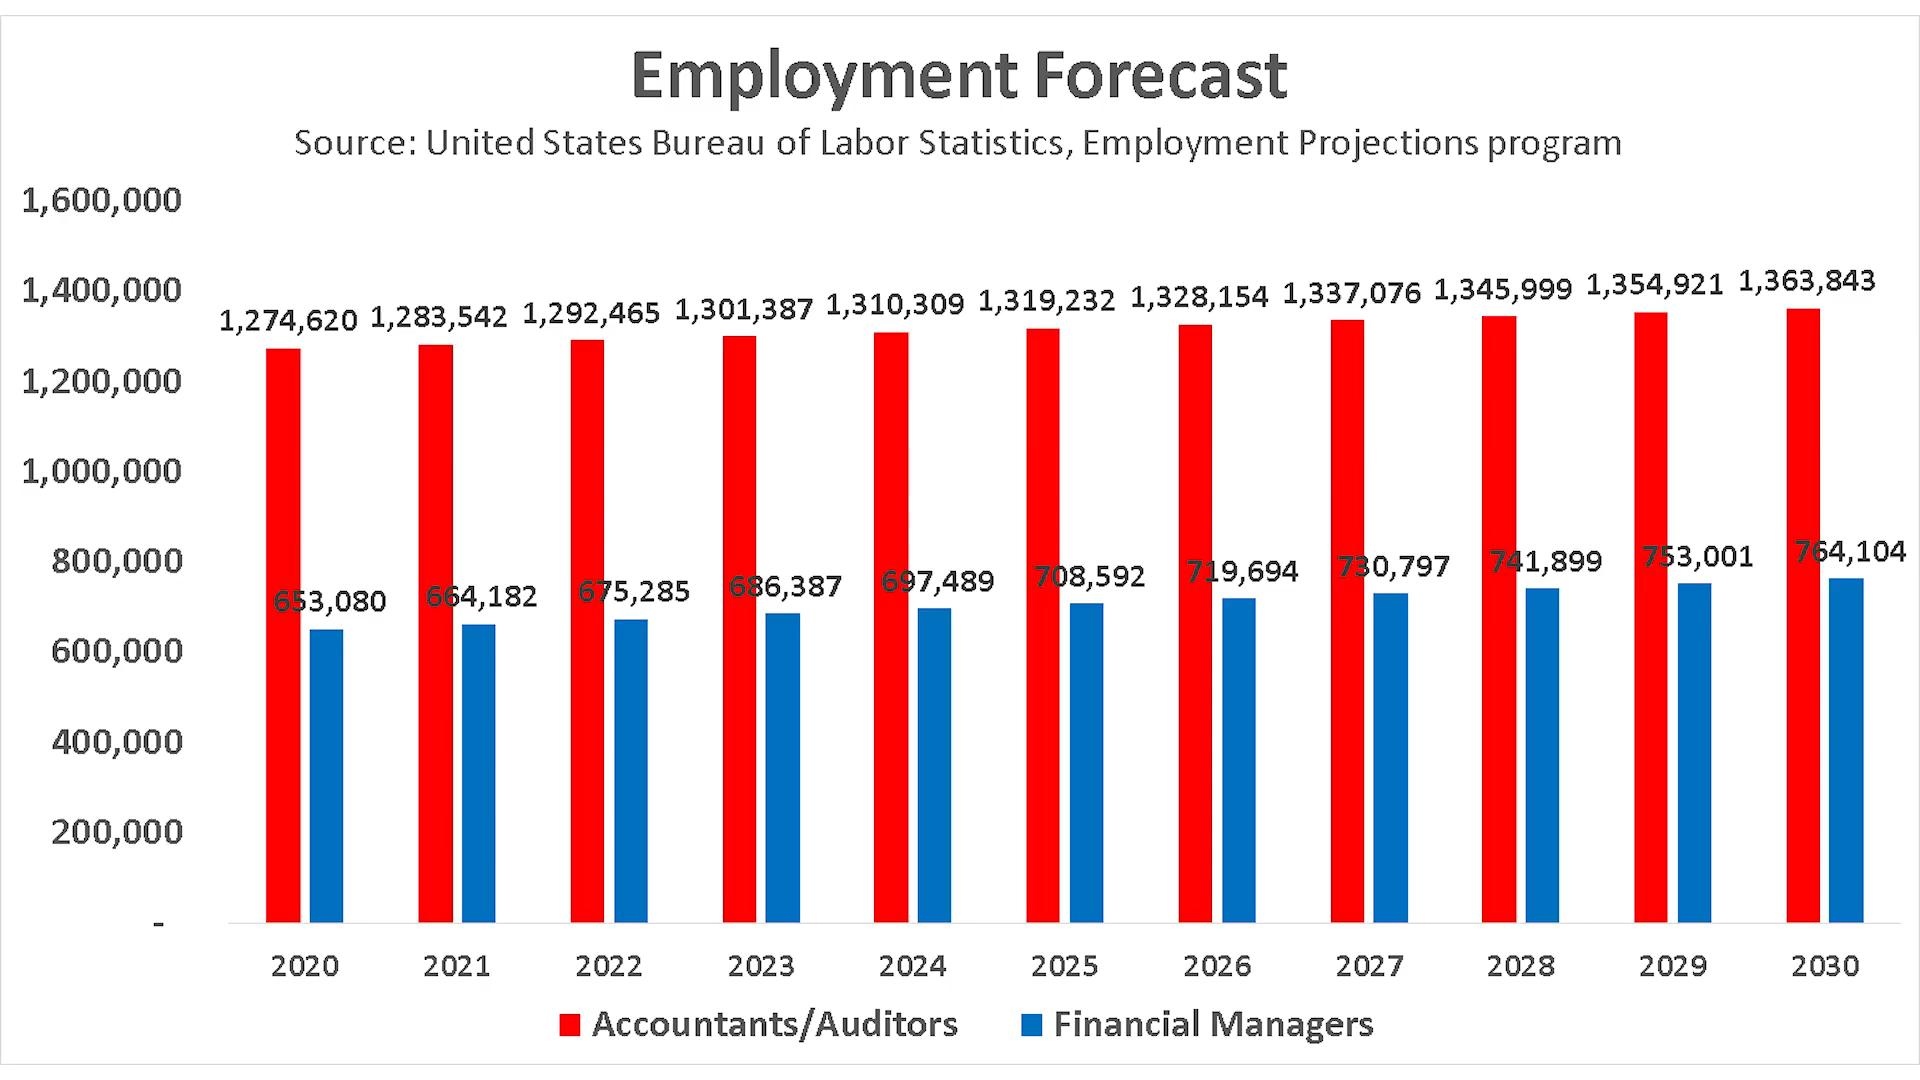 Employment Forecast
Source: United States Bureau of Labor Statistics, Employment Projections program
1,600,000
1,400,000
1,200,000
1,000,000
800,000
600,000
400,000
200,000
-
1,274,620 1,283,542 1,292,465 1,301,387 1,310,309 1,319,232 1,328,154 1,337,076 1,345,999 1,354,921 1,363,843
653,080 664,182 675,285 686,387 697,489 708,592 719,694 730,797 741,899 753,001 764,104
2020 2021 2022 2023 2024 2025 2026 2027 2028 2029 2030
Accountants/Auditors Financial Managers